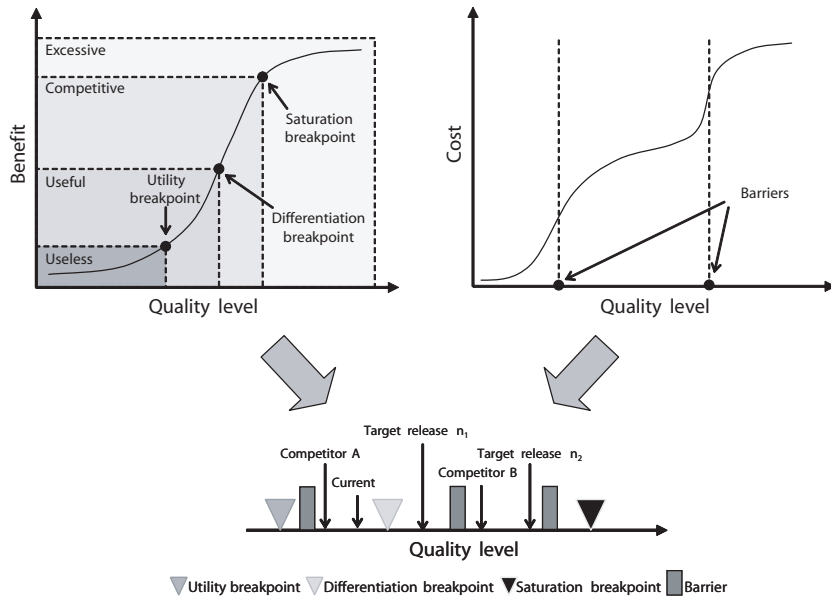 Excessive
Competitive
Saturation
breakpoint
Useful
Utility
breakpoint
Differentiation
breakpoint
Useless
Benefit
Quality level
Cost
Barriers
Quality level
Target release n₁
Competitor A
Target release n₂
Current
Competitor B
Quality level
Utility breakpoint Differentiation breakpoint Saturation breakpoint Barrier